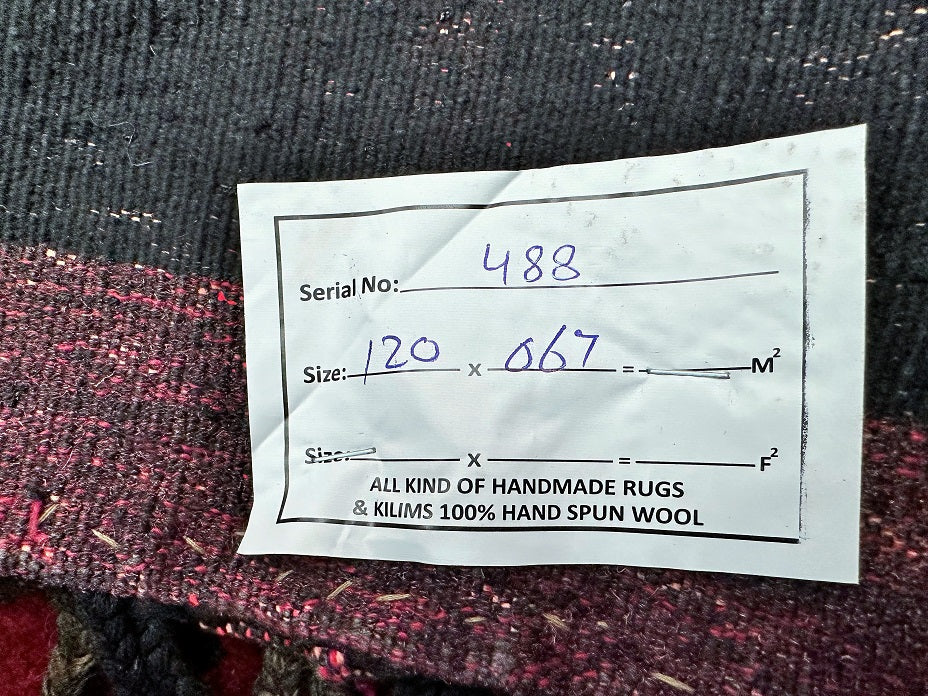 Serial No: 488
Size: 120 x 067 = M²
Size: x = F²
ALL KIND OF HANDMADE RUGS
& KILIMS 100% HAND SPUN WOOL